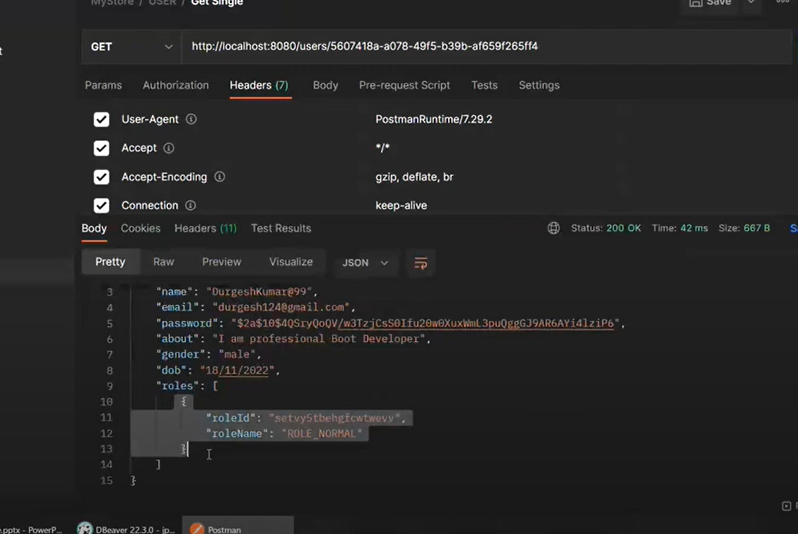 MyStore / USER / Get Single
Save
GET
http://localhost:8080/users/5607418a-a078-49f5-b39b-af659f265ff4
Params Authorization Headers (7) Body Pre-request Script Tests Settings
User-Agent PostmanRuntime/7.29.2
Accept */*
Accept-Encoding gzip, deflate, br
Connection keep-alive
Body Cookies Headers (11) Test Results Status: 200 OK Time: 42 ms Size: 667 B
Pretty Raw Preview Visualize JSON
3 "name": "DurgeshKumar@99",
4 "email": "durgesh124@gmail.com",
5 "password": "$2a$10$4QSryQoQV/w3TzjCsS0Ifu20w0XuxWmL3puQggGJ9AR6AYi4lziP6",
6 "about": "I am professional Boot Developer",
7 "gender": "male",
8 "dob": "18/11/2022",
9 "roles": [
10 {
11 "roleId": "setvy5tbehgfcwtwevv",
12 "roleName": "ROLE_NORMAL"
13 }
14 ]
15 }
e.pptx - PowerP... DBeaver 22.3.0 - jp... Postman